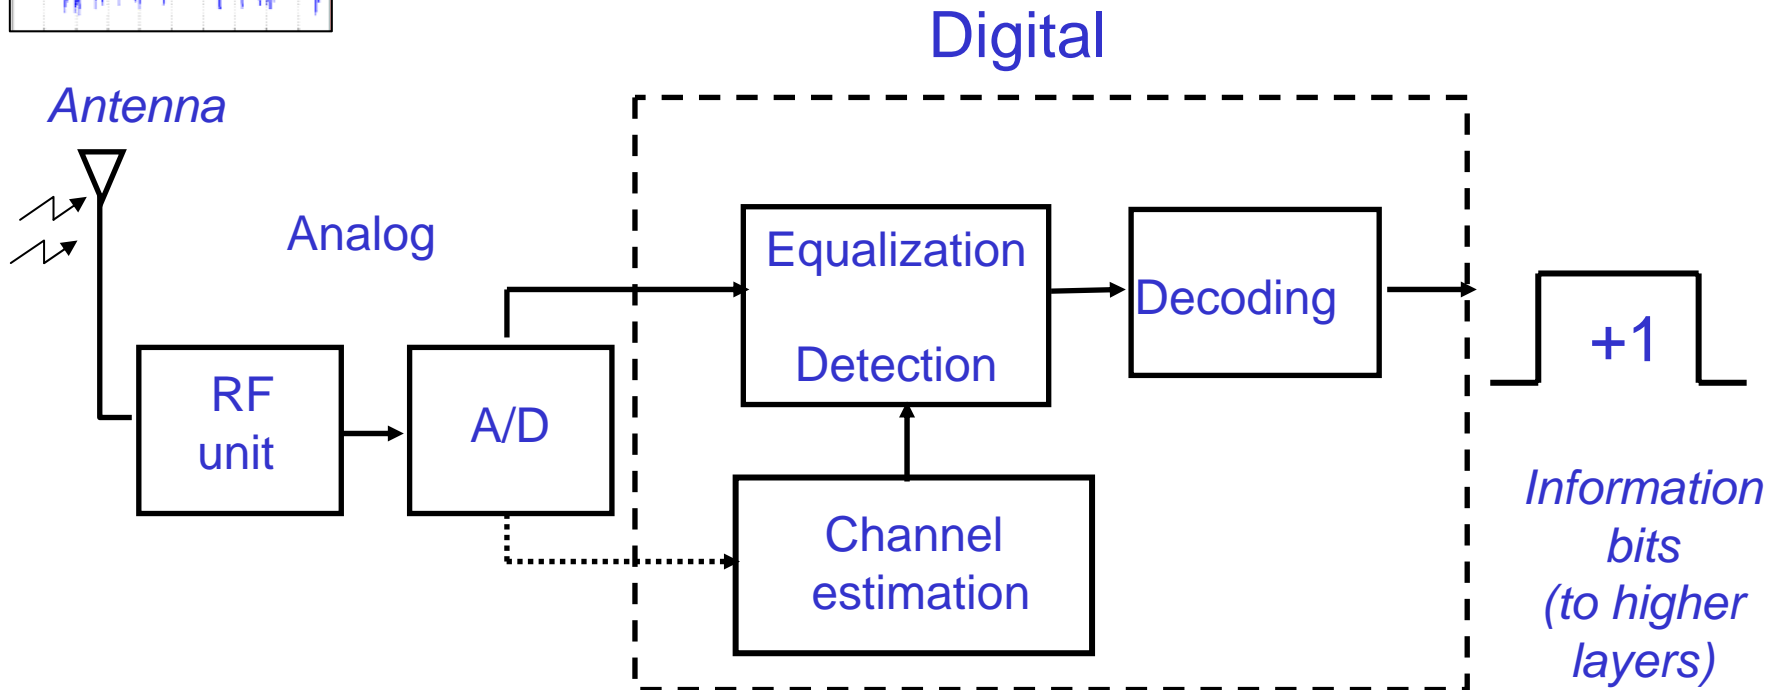 Digital
Antenna
Analog
Equalization
Detection
Decoding
+1
RF
unit
A/D
Channel
estimation
Information
bits
(to higher
layers)